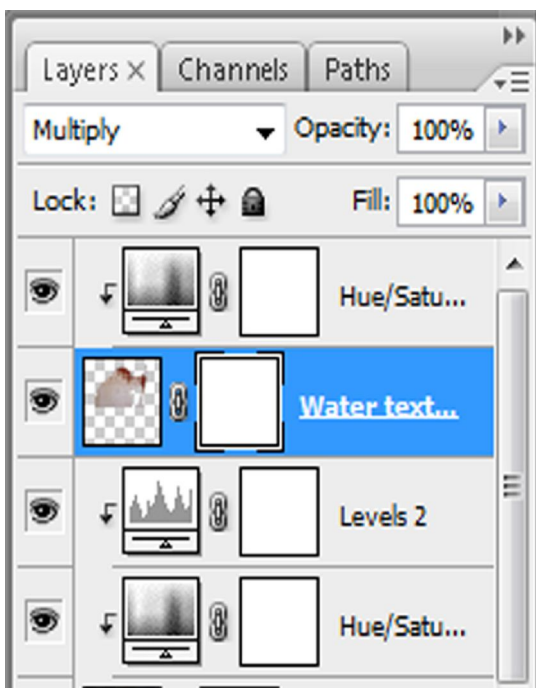 Layers × Channels Paths
Multiply Opacity: 100%
Lock: Fill: 100%
Hue/Satu...
Water text...
Levels 2
Hue/Satu...